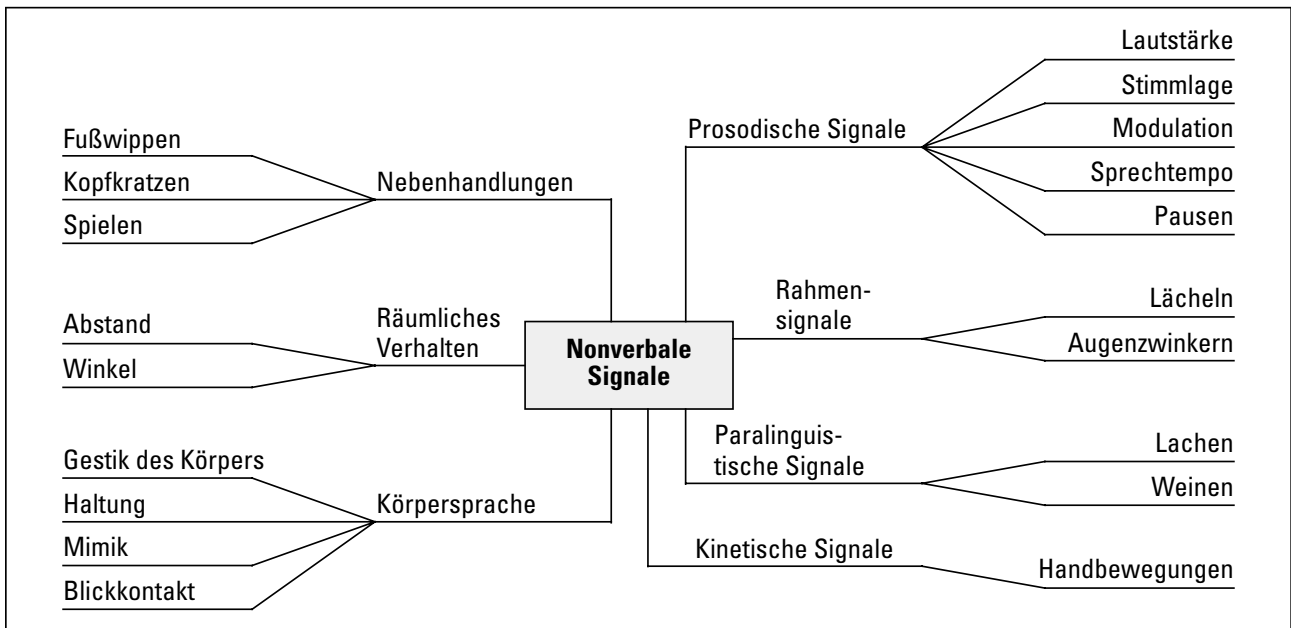 Fußwippen
Kopfkratzen
Spielen
Nebenhandlungen
Abstand
Winkel
Räumliches
Verhalten
Gestik des Körpers
Haltung
Mimik
Blickkontakt
Körpersprache
Nonverbale
Signale
Prosodische Signale
Lautstärke
Stimmlage
Modulation
Sprechtempo
Pausen
Rahmen-
signale
Lächeln
Augenzwinkern
Paralinguis-
tische Signale
Lachen
Weinen
Kinetische Signale
Handbewegungen